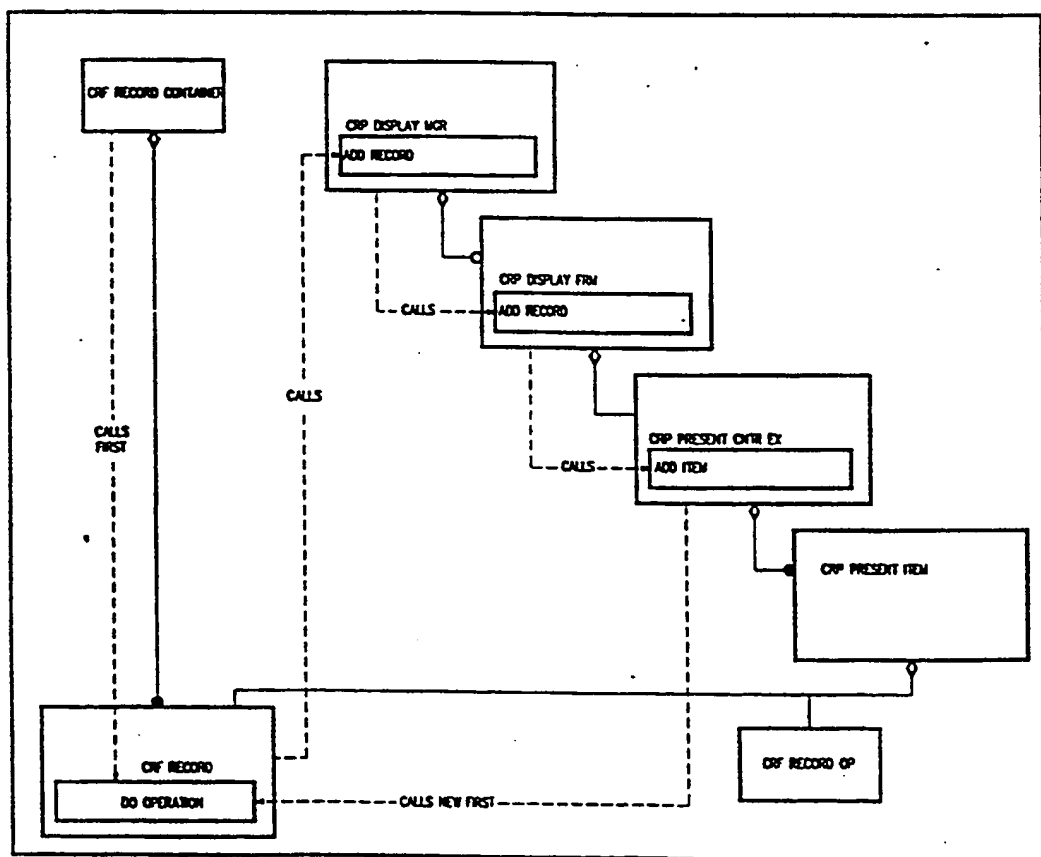 CRF RECORD CONTAINER
CRP DISPLAY MGR
ADD RECORD
CRP DISPLAY FRM
CALLS
ADD RECORD
CALLS
CRP PRESENT CNTR EX
CALLS
FIRST
CALLS
ADD ITEM
CRP PRESENT ITEM
CRF RECORD
CRF RECORD OP
DO OPERATION
CALLS NEW FIRST